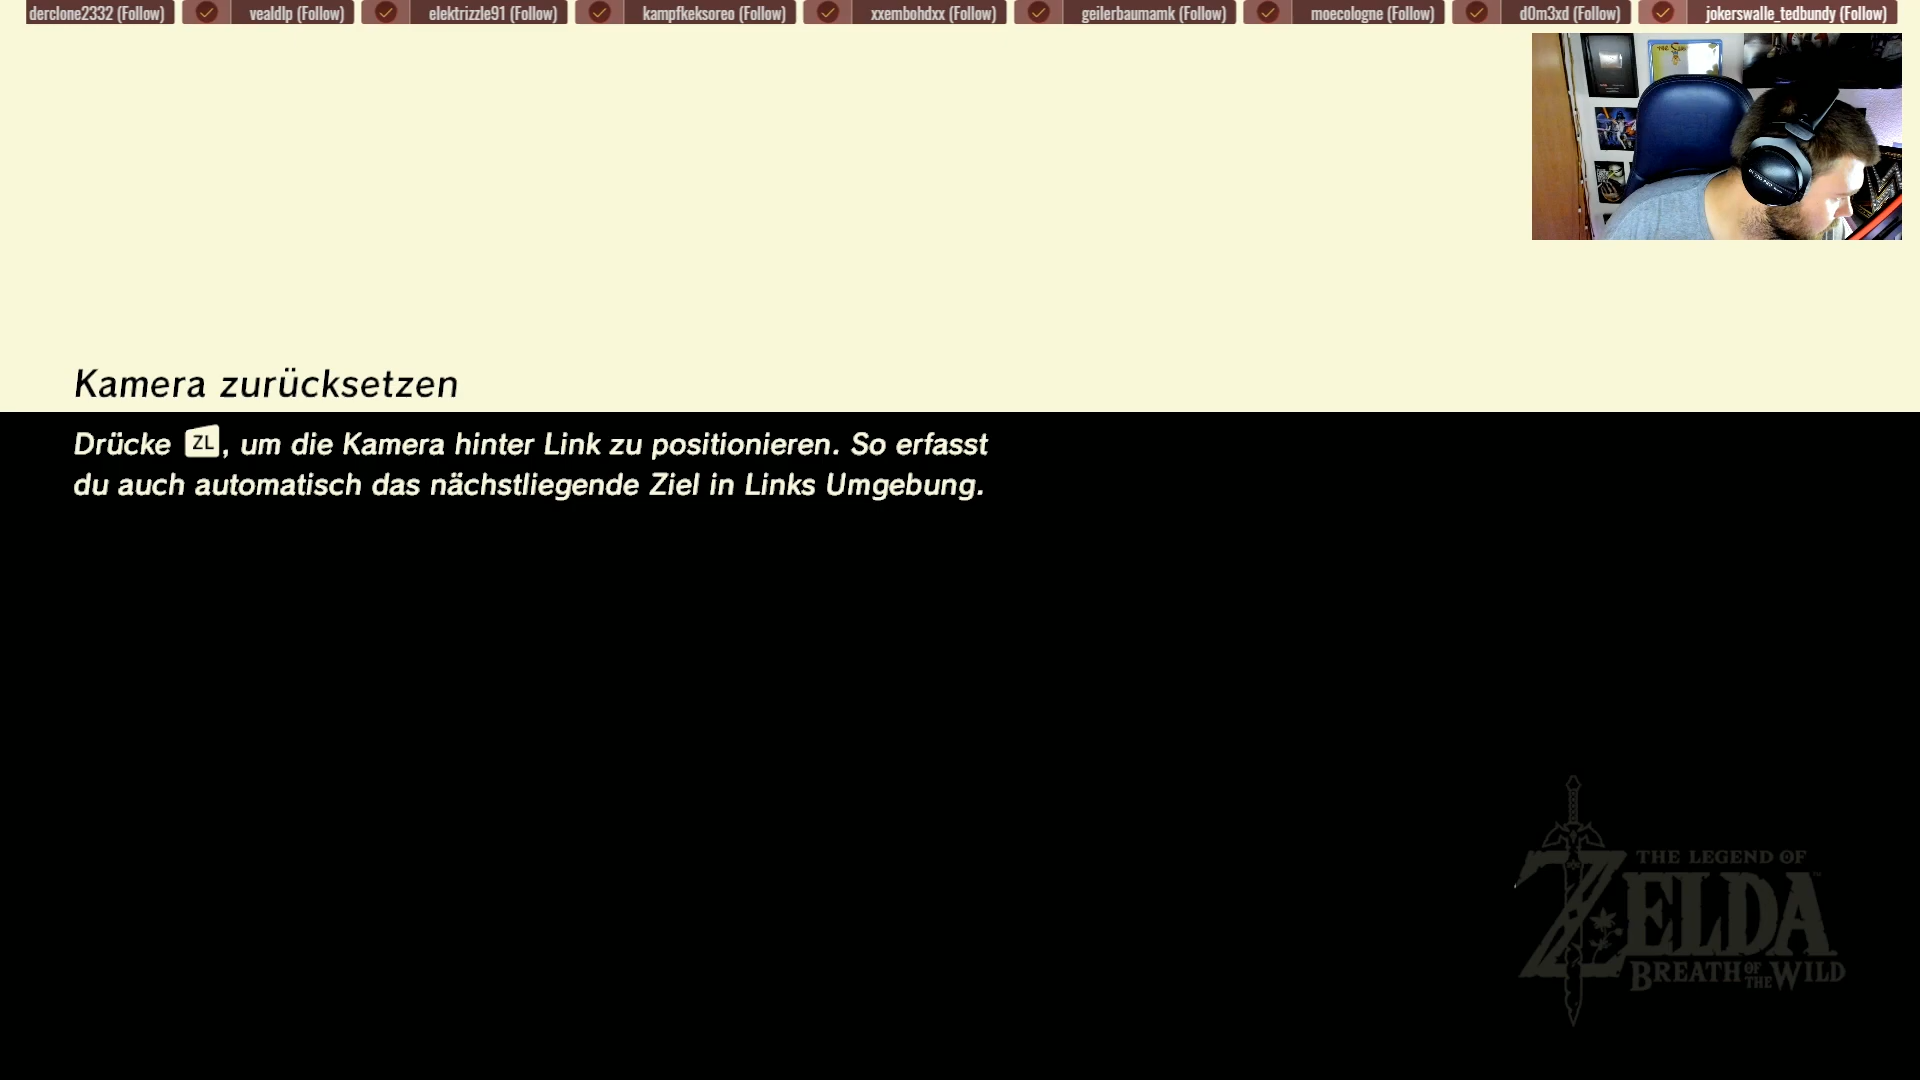 derclone2332 (Follow) vealdlp (Follow) elektrizzle91 (Follow) kampfkeksoreo (Follow) xxembohdxx (Follow) geilerbaumamk (Follow) moecologne (Follow) d0m3xd (Follow) jokerswalle_tedbundy (Follow)
Kamera zurücksetzen
Drücke ZL, um die Kamera hinter Link zu positionieren. So erfasst
du auch automatisch das nächstliegende Ziel in Links Umgebung.
THE LEGEND OF
ZELDA
BREATH OF THE WILD